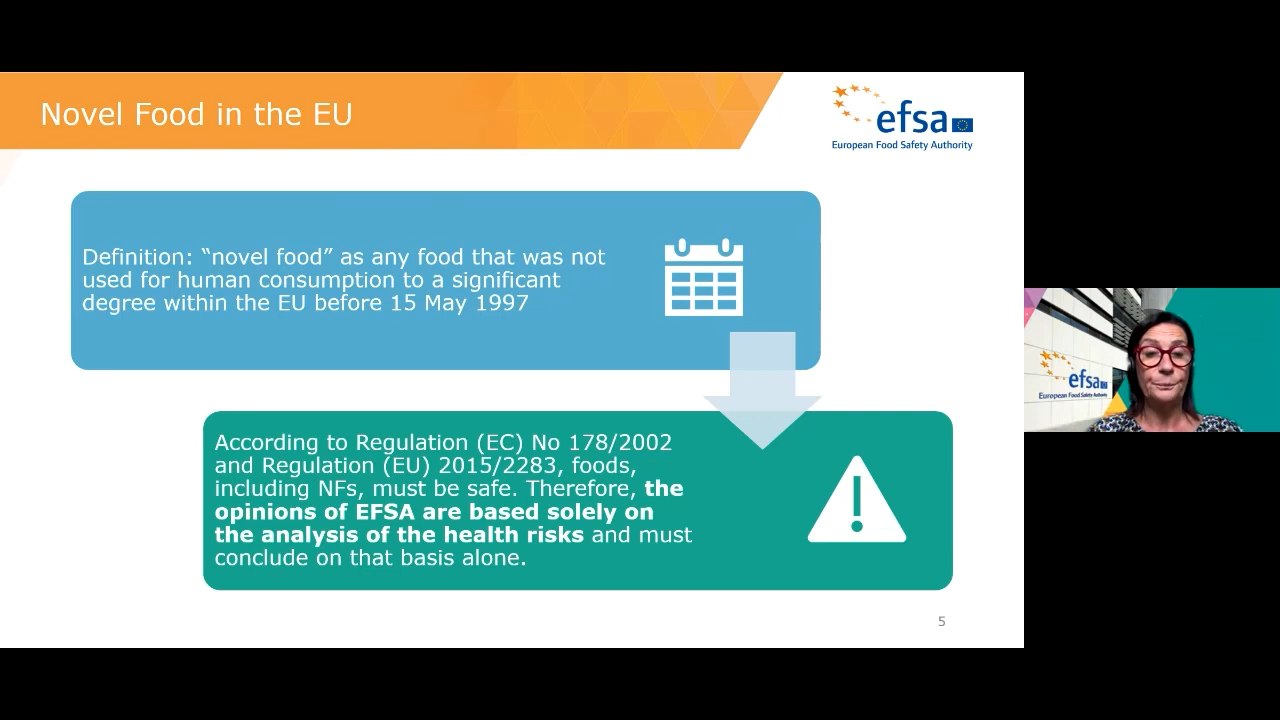 Novel Food in the EU
efsa
European Food Safety Authority
Definition: “novel food” as any food that was not
used for human consumption to a significant
degree within the EU before 15 May 1997
According to Regulation (EC) No 178/2002
and Regulation (EU) 2015/2283, foods,
including NFs, must be safe. Therefore, the
opinions of EFSA are based solely on
the analysis of the health risks and must
conclude on that basis alone.
5
efsa
European Food Safety Authority